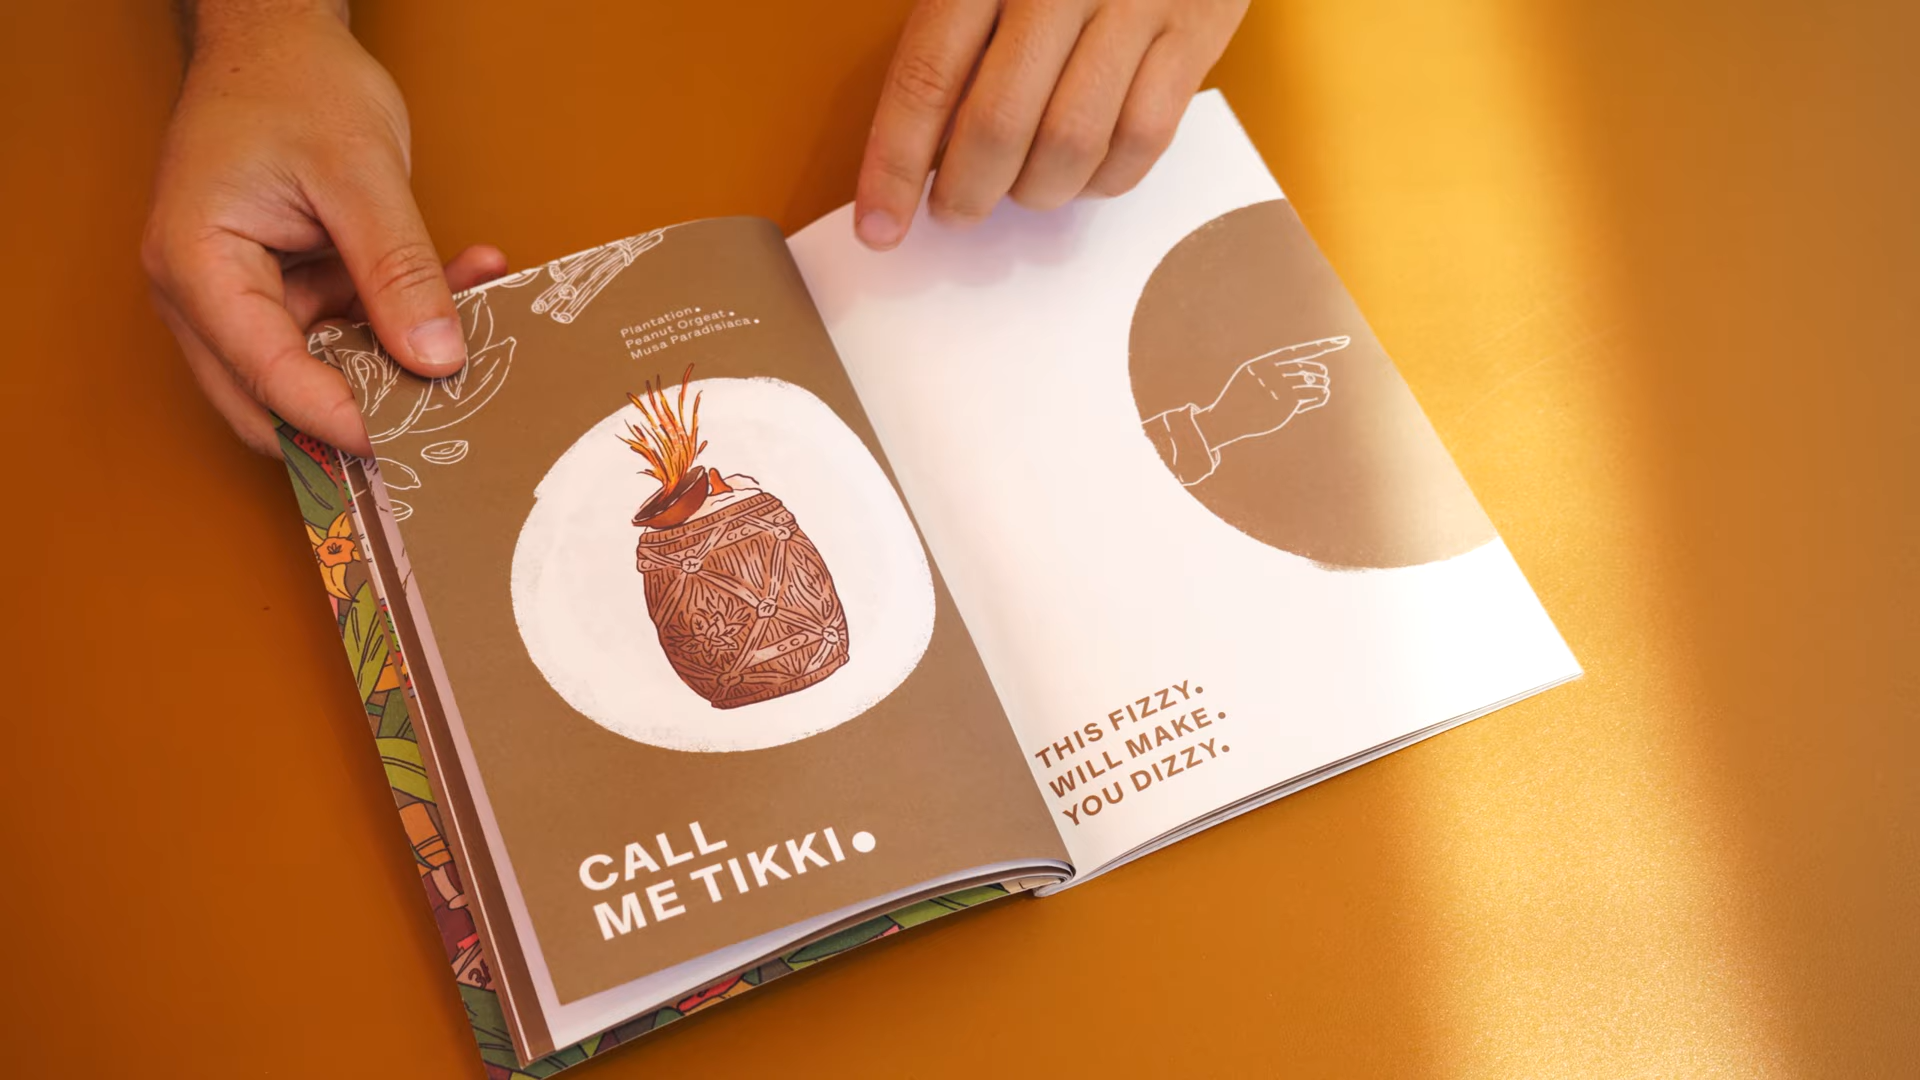 Plantation.
Peanut Orgeat.
Musa Paradisiaca.
CALL
ME TIKKI.
THIS FIZZY.
WILL MAKE.
YOU DIZZY.